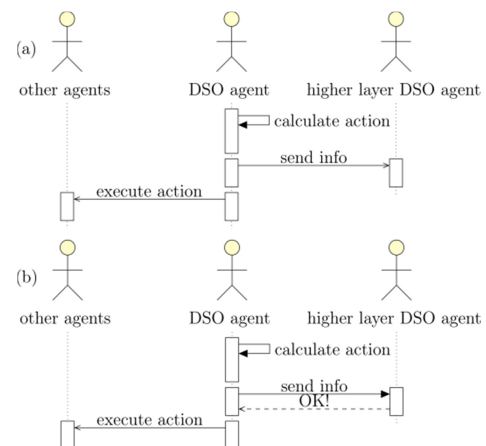 (a)
other agents DSO agent higher layer DSO agent
calculate action
send info
execute action
(b)
other agents DSO agent higher layer DSO agent
calculate action
send info
OK!
execute action